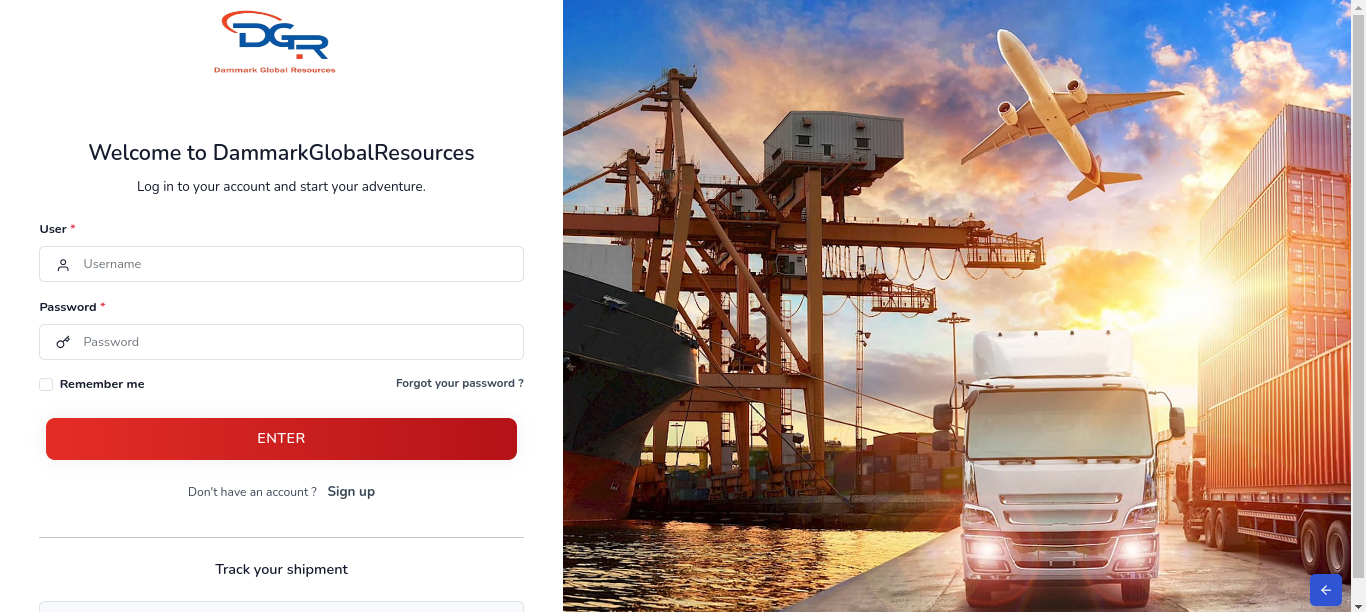 DGR
Dammark Global Resources
Welcome to DammarkGlobalResources
Log in to your account and start your adventure.
User *
Username
Password *
Password
Remember me
Forgot your password ?
ENTER
Don't have an account ? Sign up
Track your shipment